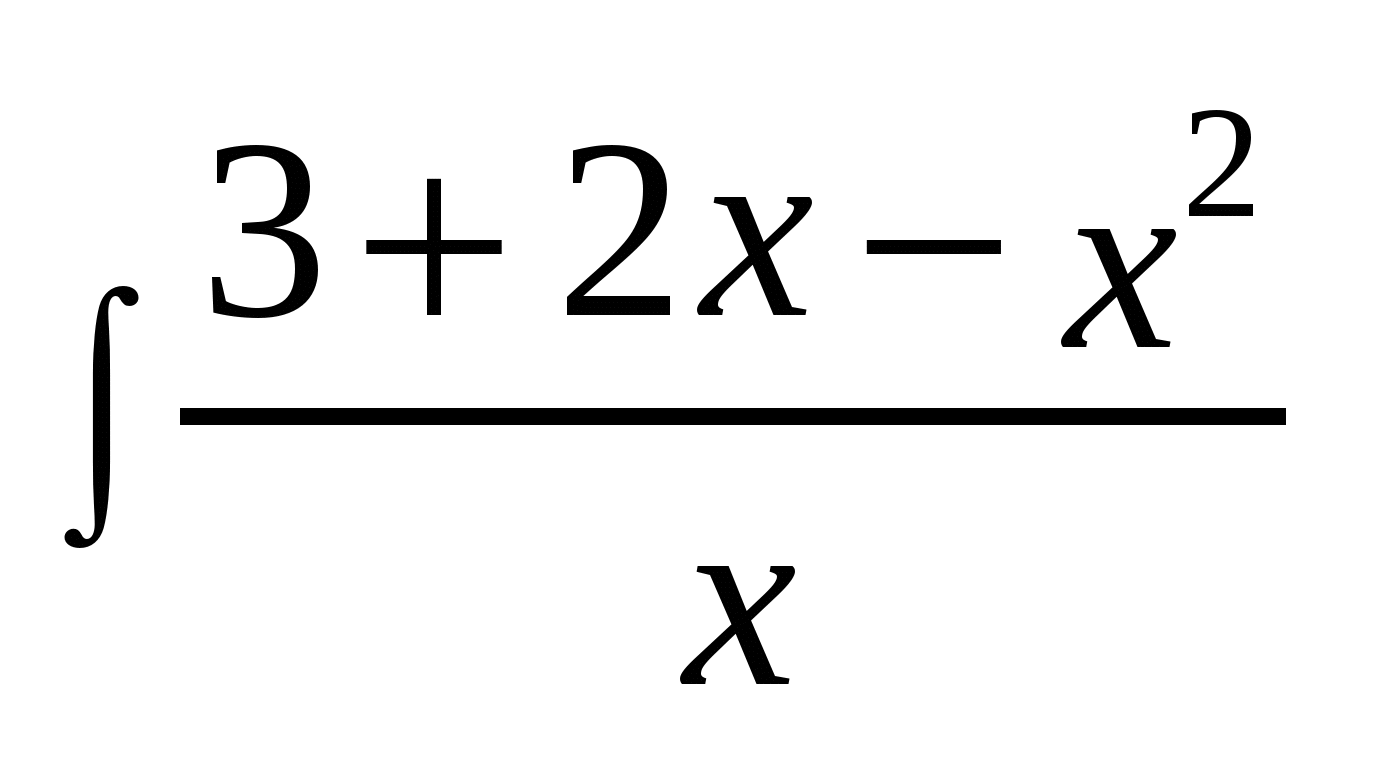 ∫ (3 + 2x − x²) / x